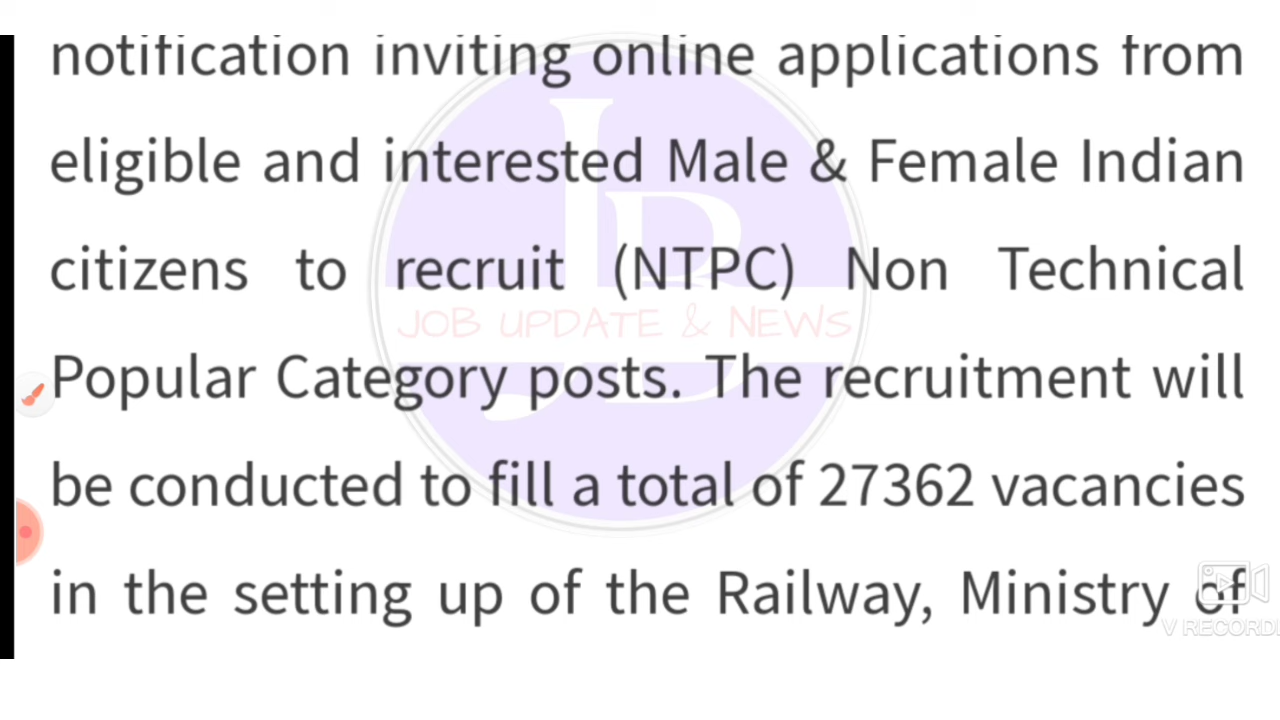 notification inviting online applications from
eligible and interested Male & Female Indian
citizens to recruit (NTPC) Non Technical
JOB UPDATE & NEWS
Popular Category posts. The recruitment will
be conducted to fill a total of 27362 vacancies
in the setting up of the Railway, Ministry of
V RECORD